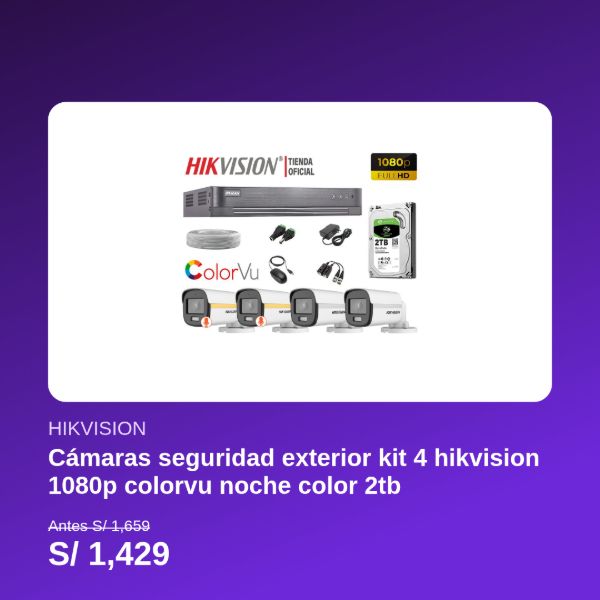 HIKVISION® TIENDA OFICIAL
1080p
FULL HD
2TB
ColorVu
HIKVISION
Cámaras seguridad exterior kit 4 hikvision
1080p colorvu noche color 2tb
Antes S/ 1,659
S/ 1,429